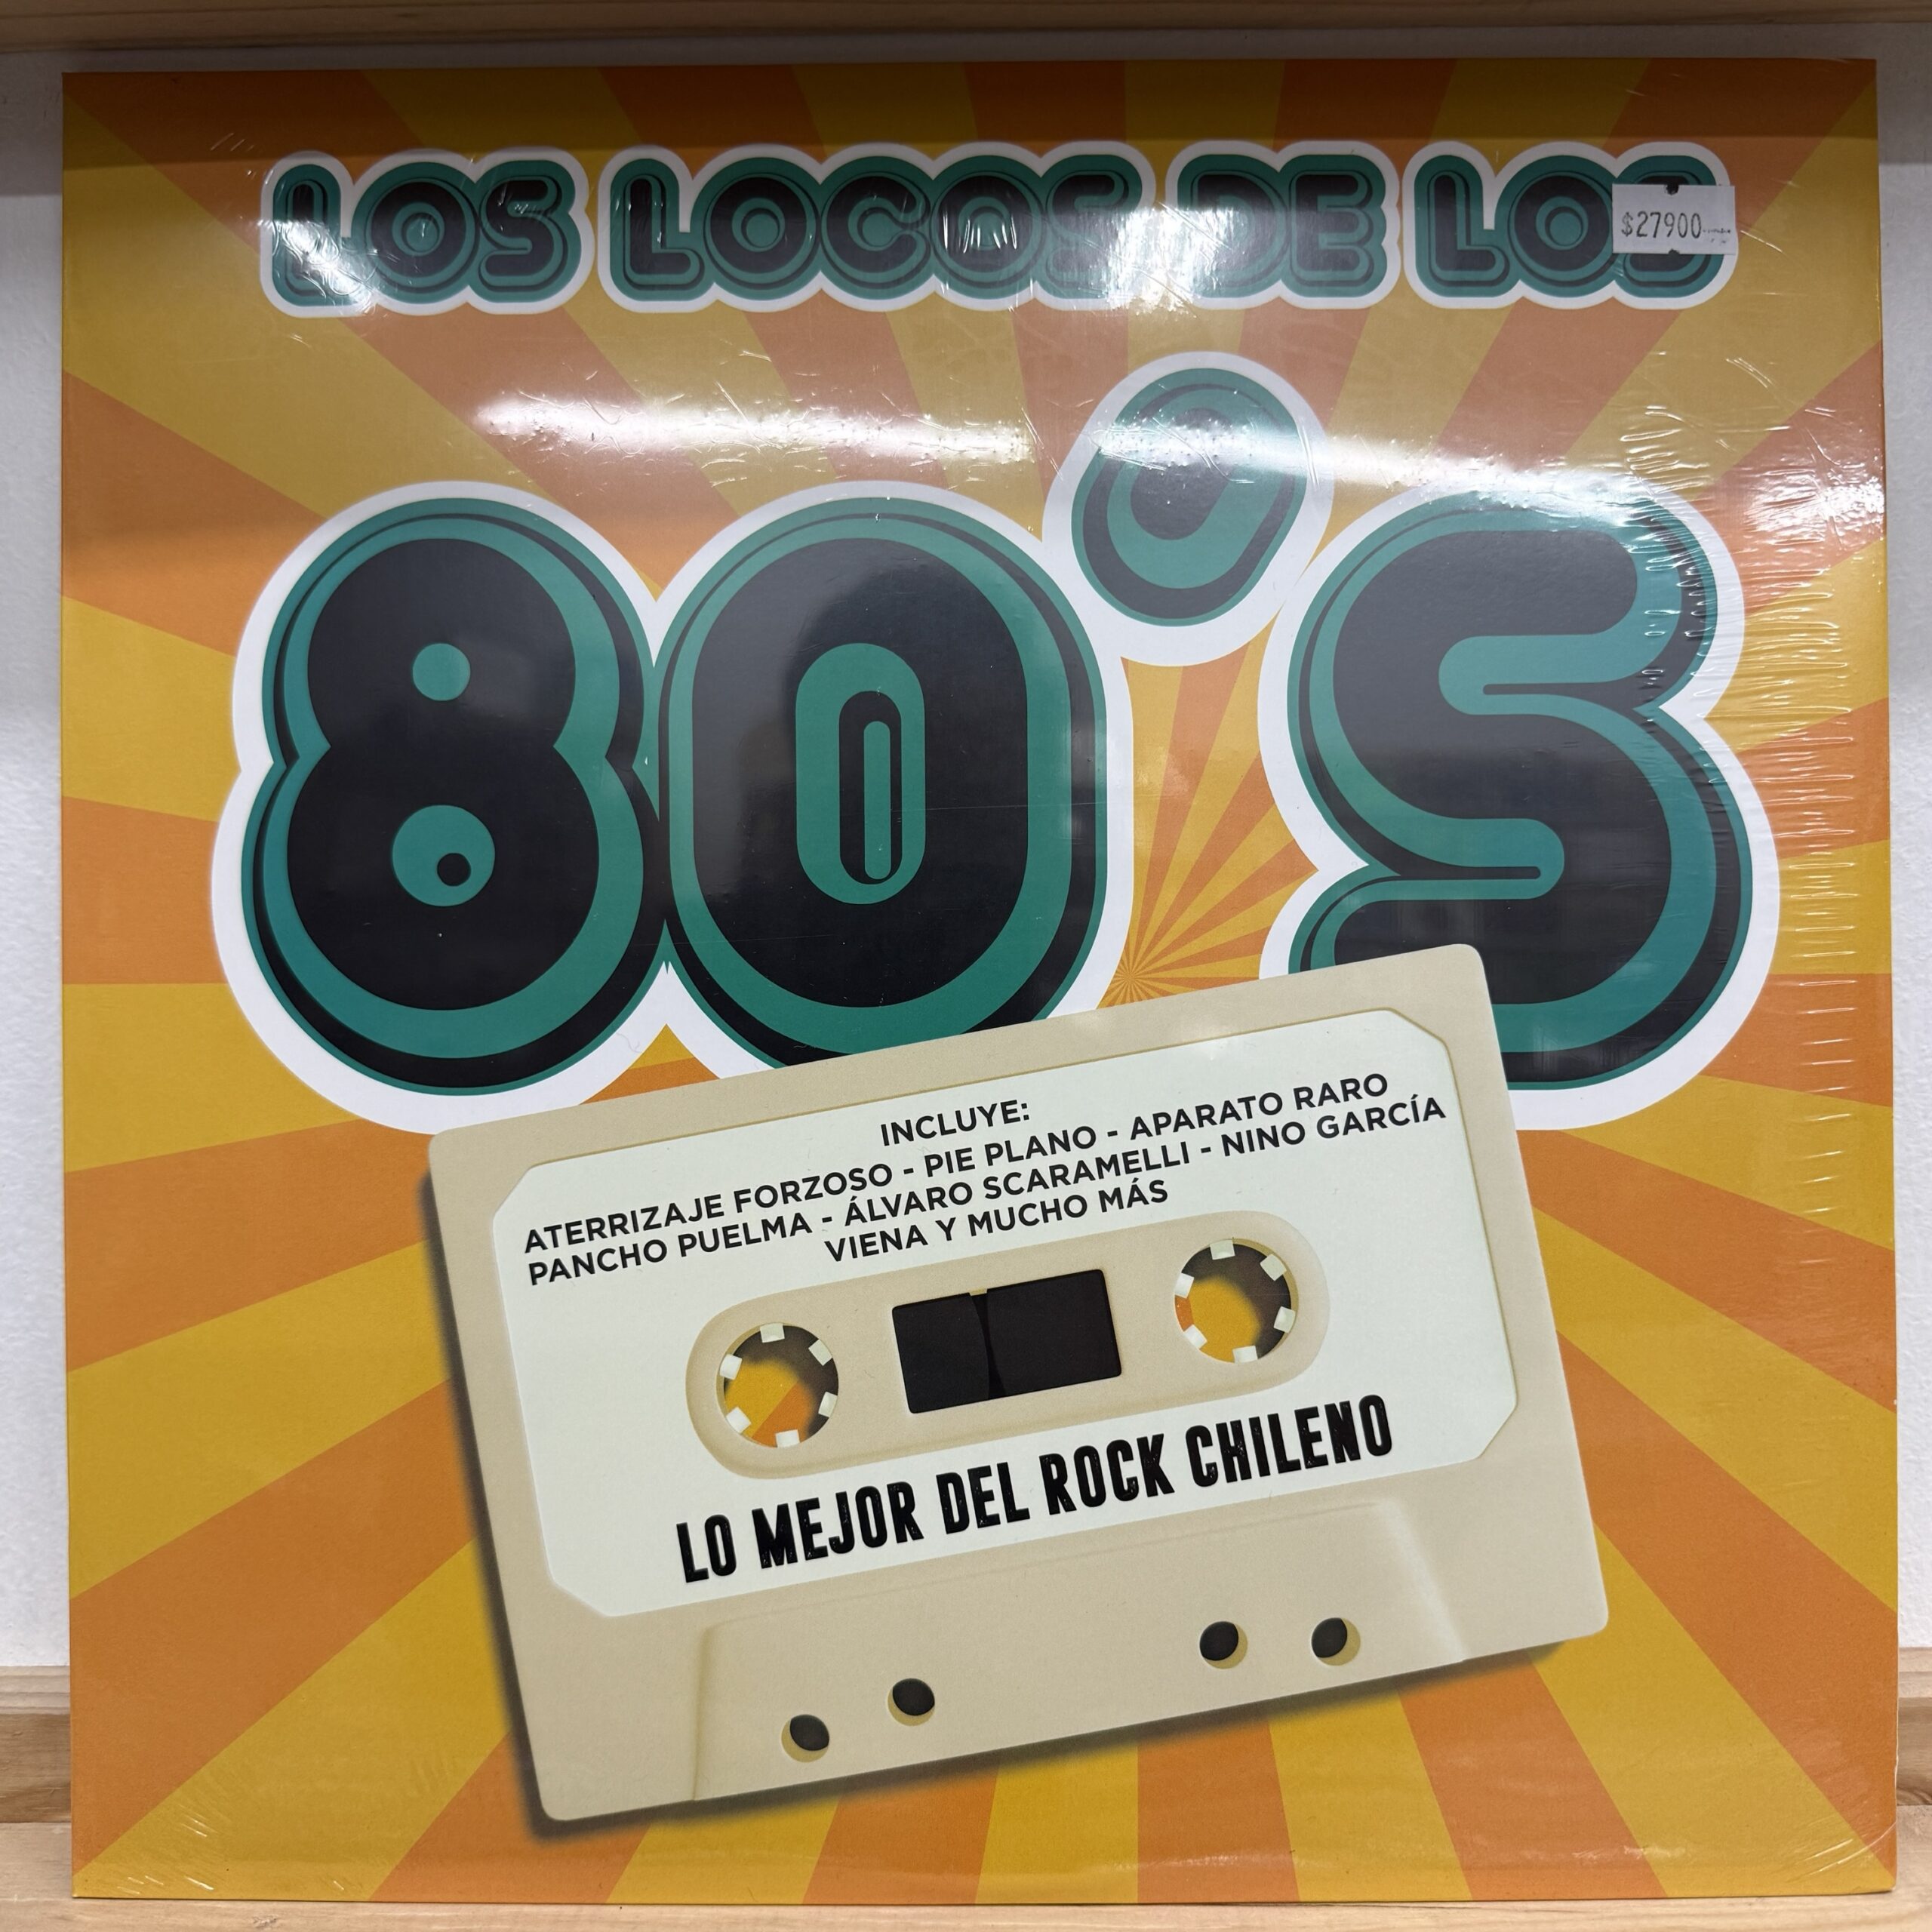 LOS LOCOS DE LOS
$27900
80'S
INCLUYE:
ATERRIZAJE FORZOSO - PIE PLANO - APARATO RARO
PANCHO PUELMA - ÁLVARO SCARAMELLI - NINO GARCÍA
VIENA Y MUCHO MÁS
LO MEJOR DEL ROCK CHILENO